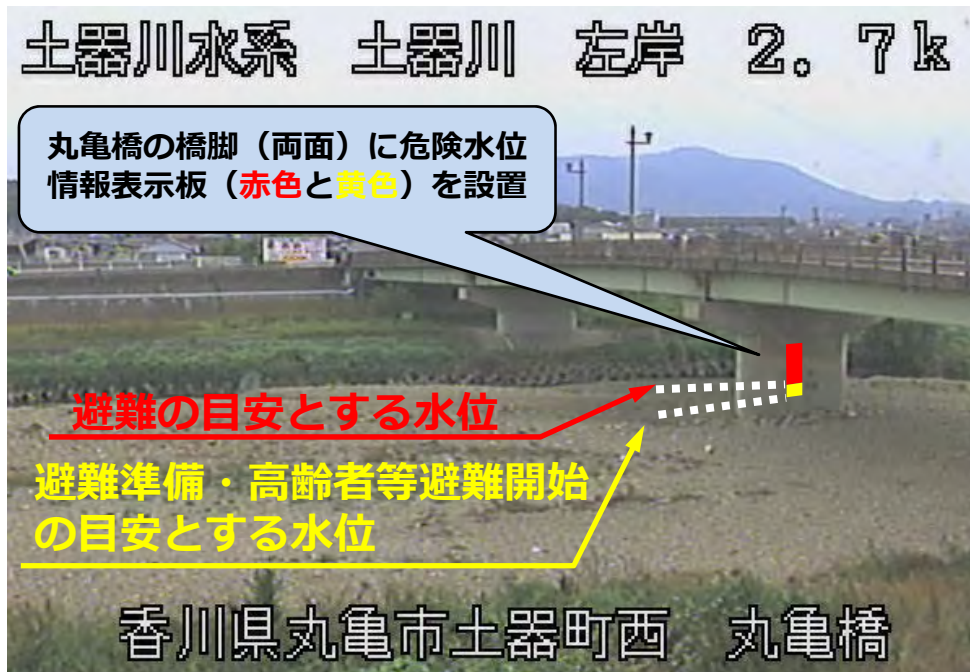 土器川水系 土器川 左岸 2。7k
丸亀橋の橋脚（両面）に危険水位
情報表示板（赤色と黄色）を設置
避難の目安とする水位
避難準備・高齢者等避難開始
の目安とする水位
香川県丸亀市土器町西 丸亀橋